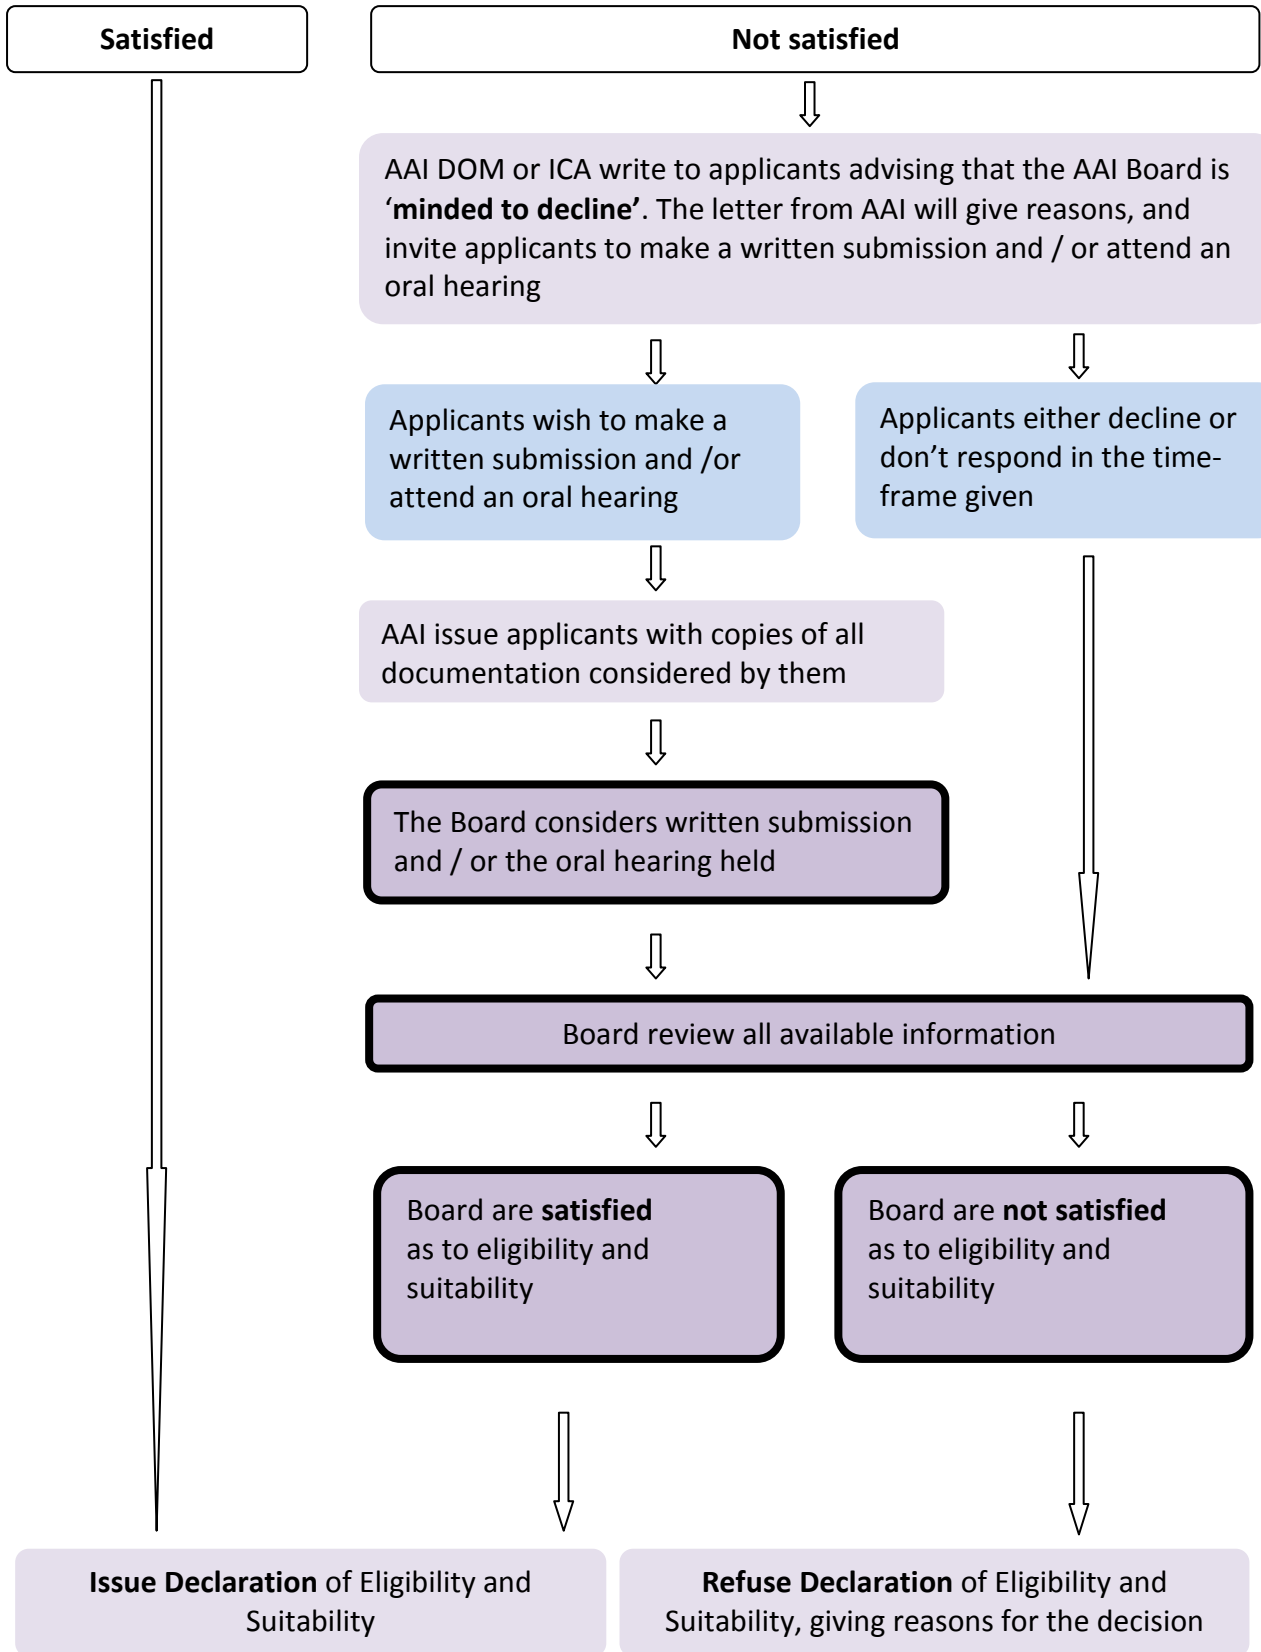 Satisfied
Not satisfied
AAI DOM or ICA write to applicants advising that the AAI Board is
‘minded to decline’. The letter from AAI will give reasons, and
invite applicants to make a written submission and / or attend an
oral hearing
Applicants wish to make a
written submission and /or
attend an oral hearing
Applicants either decline or
don’t respond in the time-
frame given
AAI issue applicants with copies of all
documentation considered by them
The Board considers written submission
and / or the oral hearing held
Board review all available information
Board are satisfied
as to eligibility and
suitability
Board are not satisfied
as to eligibility and
suitability
Issue Declaration of Eligibility and
Suitability
Refuse Declaration of Eligibility and
Suitability, giving reasons for the decision